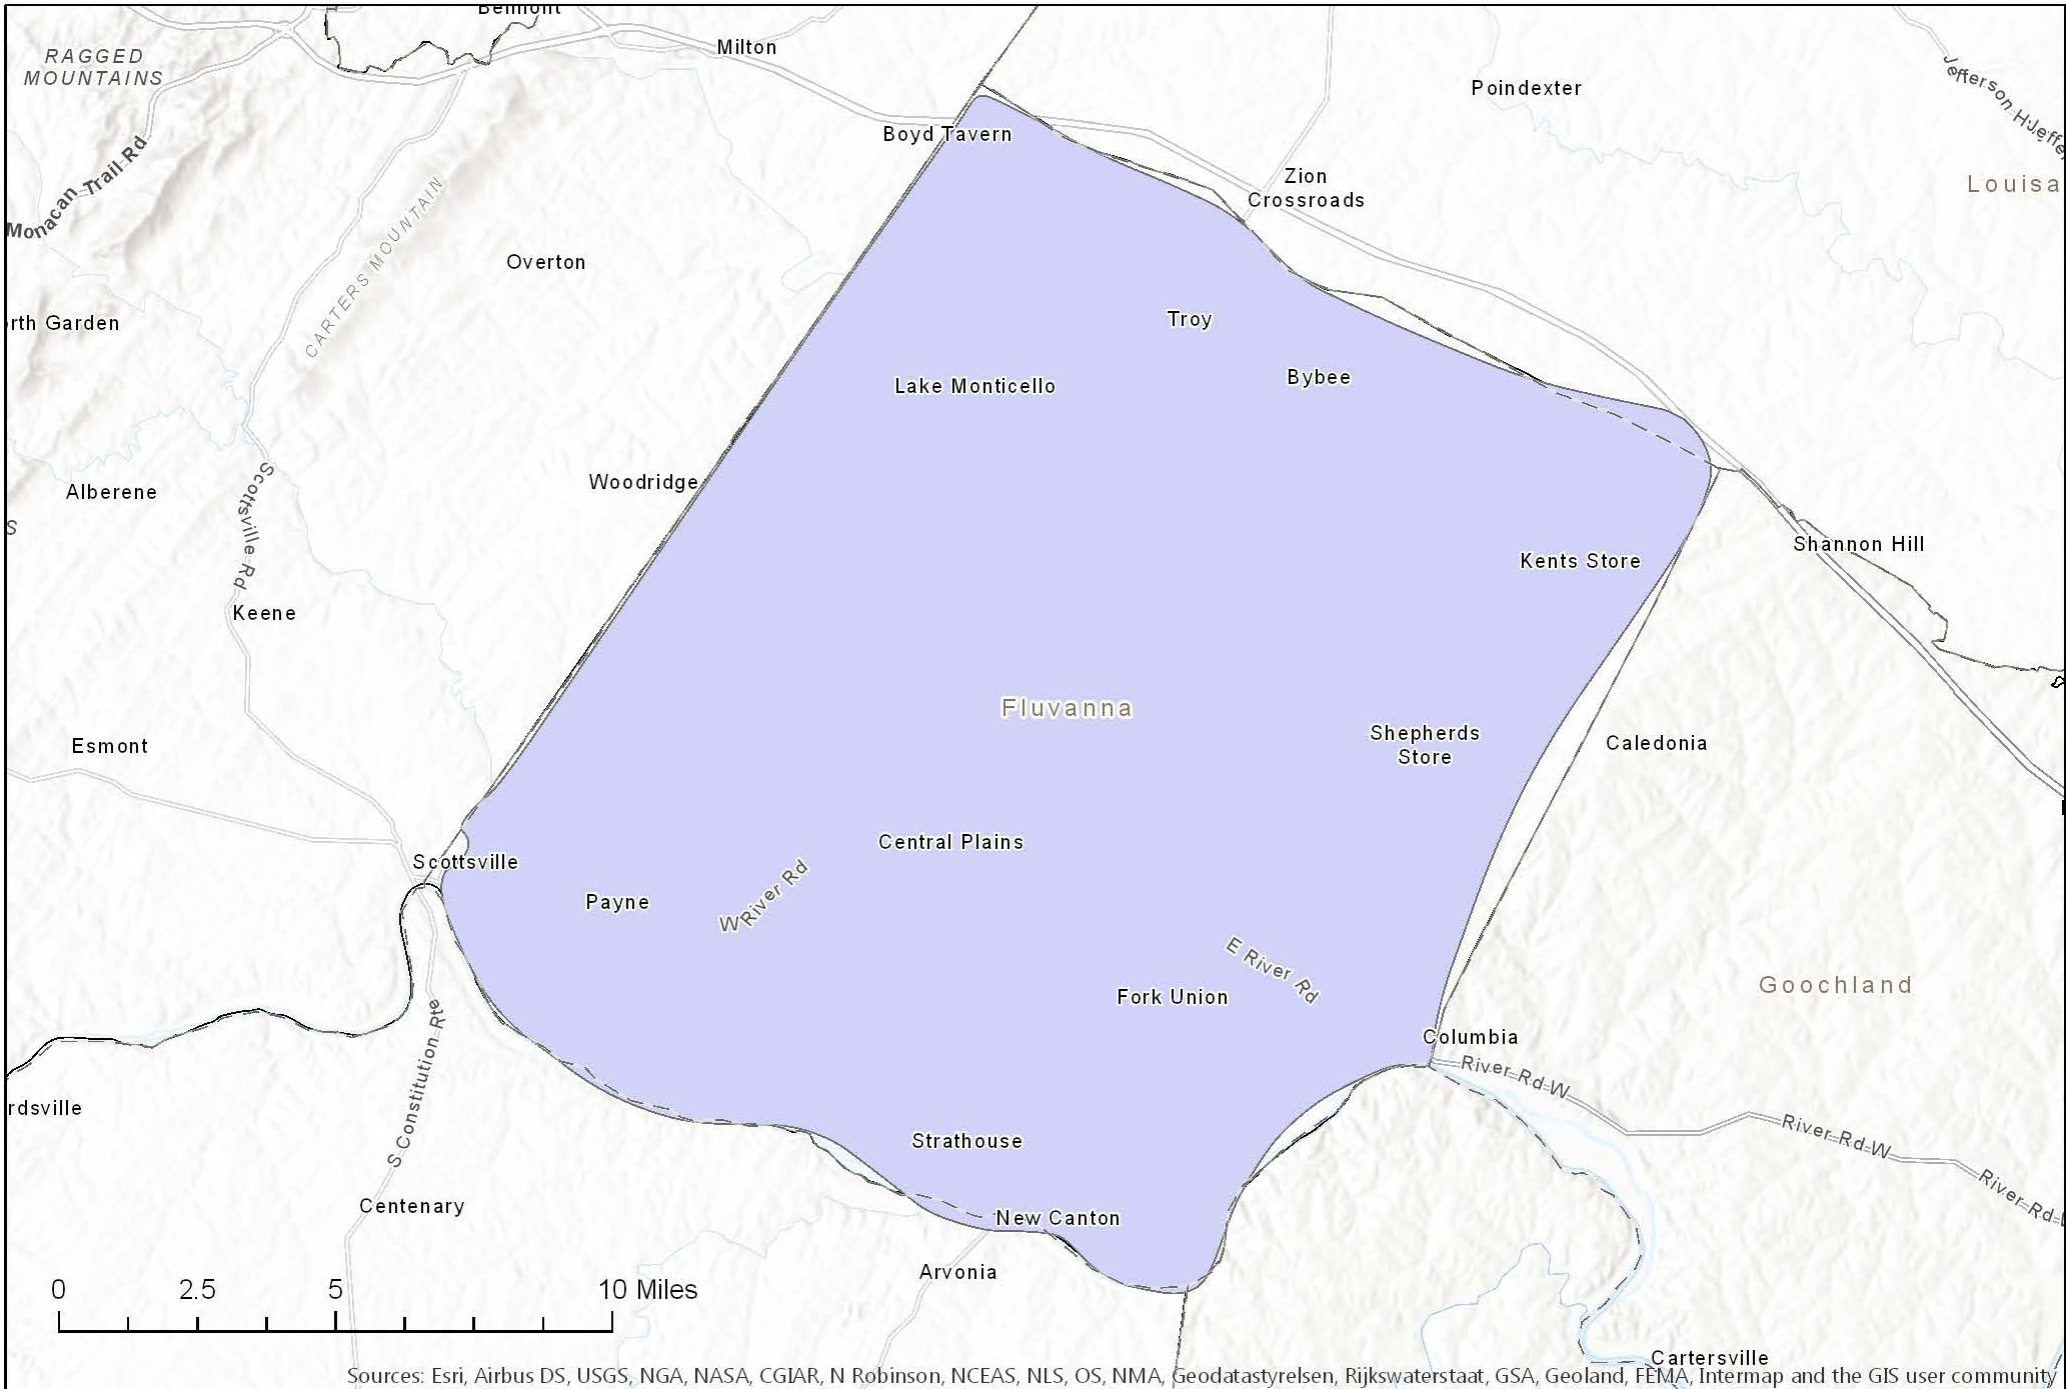 Belmont
RAGGED
MOUNTAINS
Milton
Jefferson H
Jeffe
Poindexter
Boyd Tavern
Monacan Trail Rd
Zion
Crossroads
Louisa
CARTERS MOUNTAIN
Overton
rth Garden
Troy
Bybee
Lake Monticello
Woodridge
Alberene
S
Scottsville Rd
Shannon Hill
Kents Store
Keene
Fluvanna
Shepherds
Store
Caledonia
Esmont
Central Plains
Scottsville
Payne
W River Rd
E River Rd
Fork Union
Goochland
Columbia
River Rd W
S Constitution Rte
rdsville
River Rd W
Strathouse
River Rd
Centenary
New Canton
Arvonia
0 2.5 5 10 Miles
Cartersville
Sources: Esri, Airbus DS, USGS, NGA, NASA, CGIAR, N Robinson, NCEAS, NLS, OS, NMA, Geodatastyrelsen, Rijkswaterstaat, GSA, Geoland, FEMA, Intermap and the GIS user community